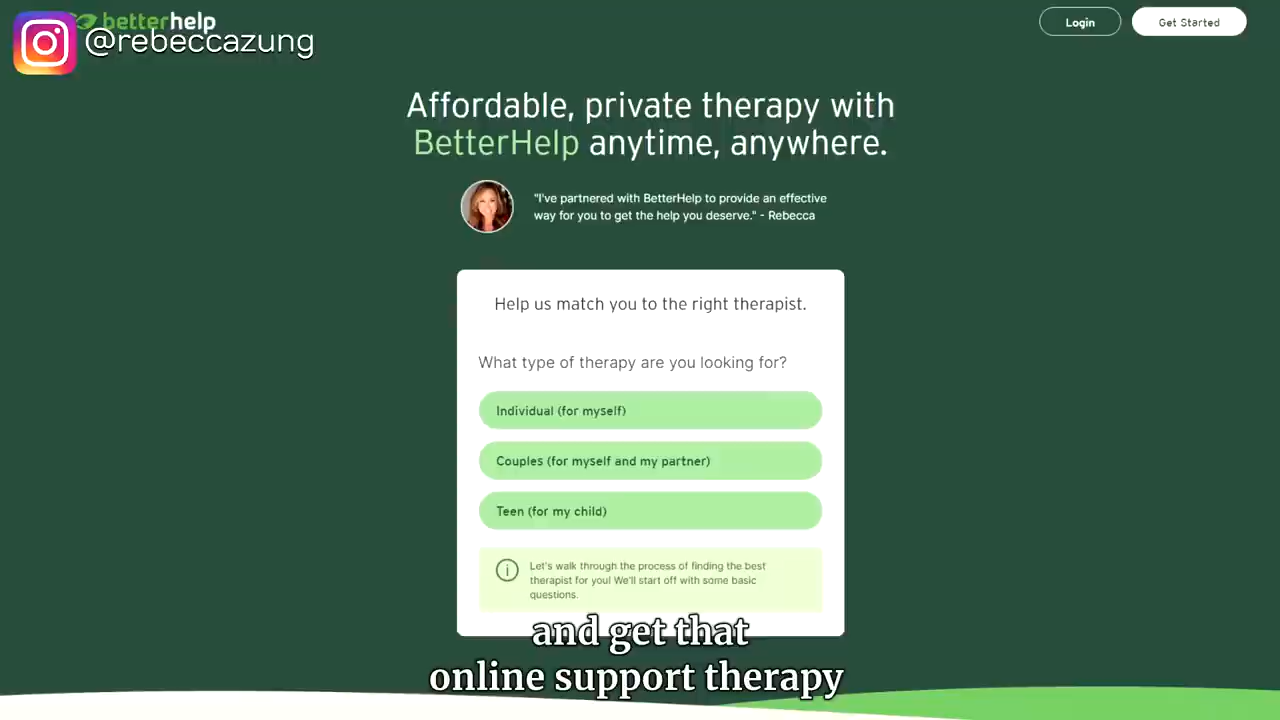 betterhelp
@rebeccazung
Login
Get Started
Affordable, private therapy with
BetterHelp anytime, anywhere.
"I've partnered with BetterHelp to provide an effective
way for you to get the help you deserve." - Rebecca
Help us match you to the right therapist.
What type of therapy are you looking for?
Individual (for myself)
Couples (for myself and my partner)
Teen (for my child)
Let's walk through the process of finding the best
therapist for you! We'll start off with some basic
questions.
and get that
online support therapy